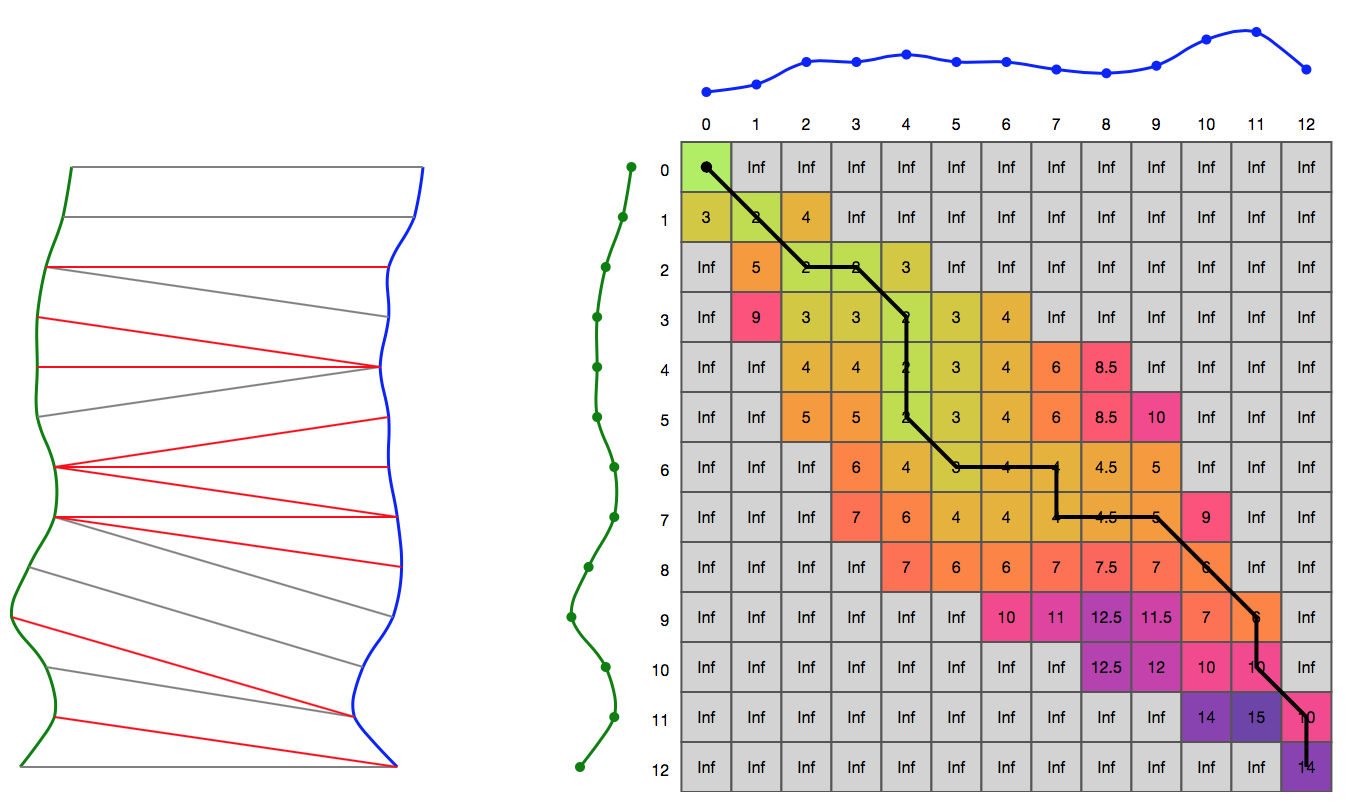 0 1 2 3 4 5 6 7 8 9 10 11 12
0 Inf Inf Inf Inf Inf Inf Inf Inf Inf Inf Inf Inf
1 3 2 4 Inf Inf Inf Inf Inf Inf Inf Inf Inf Inf
2 Inf 5 2 2 3 Inf Inf Inf Inf Inf Inf Inf Inf
3 Inf 9 3 3 2 3 4 Inf Inf Inf Inf Inf Inf
4 Inf Inf 4 4 2 3 4 6 8.5 Inf Inf Inf Inf
5 Inf Inf 5 5 2 3 4 6 8.5 10 Inf Inf Inf
6 Inf Inf Inf 6 4 3 4 4 4.5 5 Inf Inf Inf
7 Inf Inf Inf 7 6 4 4 4 4.5 5 9 Inf Inf
8 Inf Inf Inf Inf 7 6 6 7 7.5 7 6 Inf Inf
9 Inf Inf Inf Inf Inf Inf 10 11 12.5 11.5 7 6 Inf
10 Inf Inf Inf Inf Inf Inf Inf Inf 12.5 12 10 10 Inf
11 Inf Inf Inf Inf Inf Inf Inf Inf Inf Inf 14 15 10
12 Inf Inf Inf Inf Inf Inf Inf Inf Inf Inf Inf Inf 14